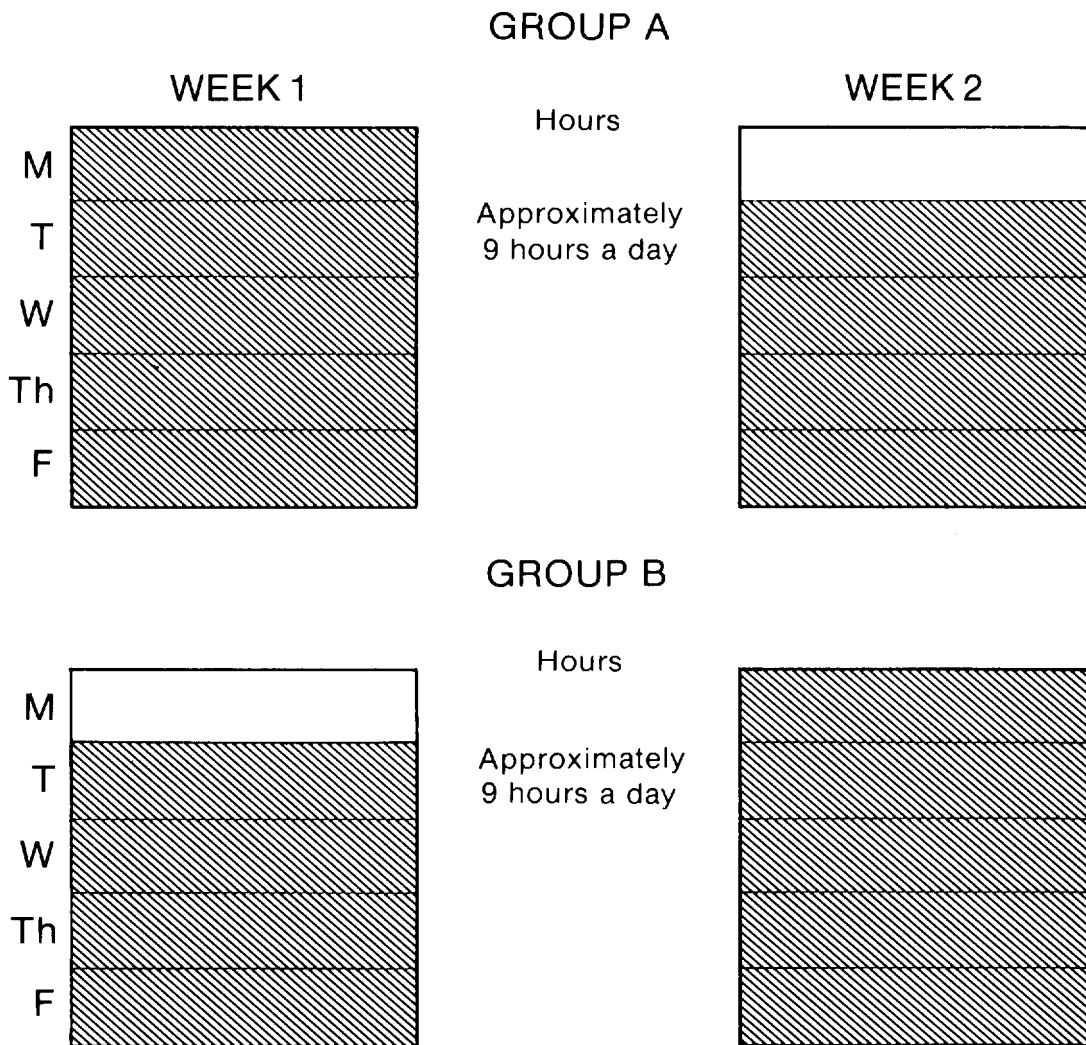 GROUP A
WEEK 1
WEEK 2
Hours
M
Approximately
T
9 hours a day
W
Th
F
GROUP B
Hours
M
Approximately
T
9 hours a day
W
Th
F